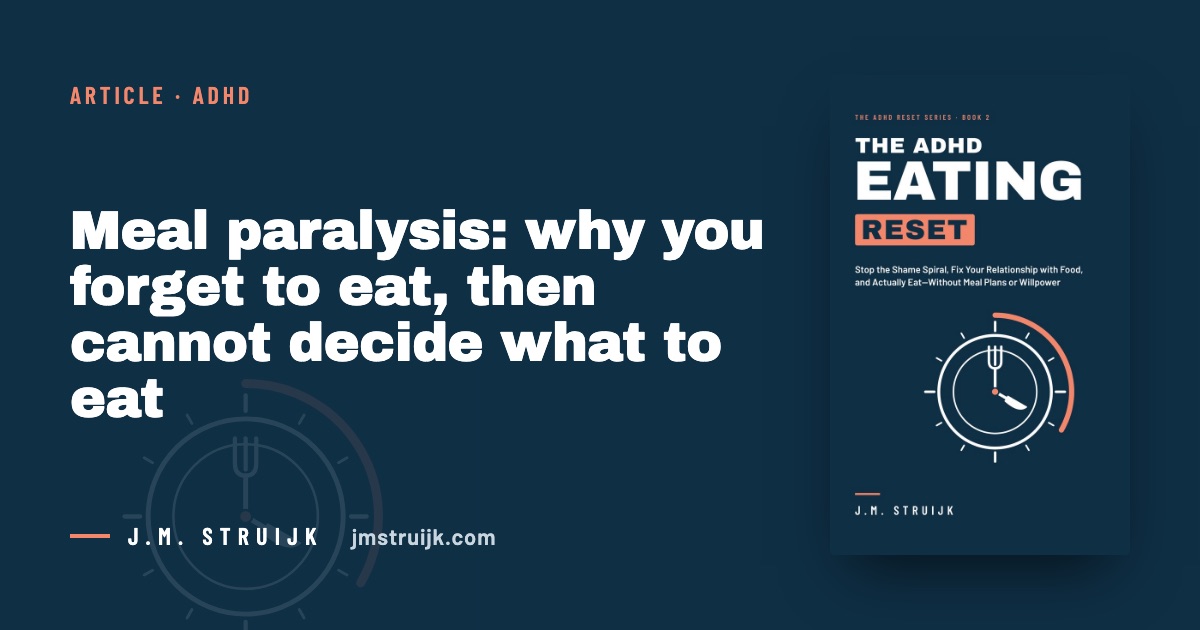 ARTICLE · ADHD
Meal paralysis: why you
forget to eat, then
cannot decide what to
eat
J.M. STRUIJK jmstruijk.com
THE ADHD RESET SERIES · BOOK 2
THE ADHD
EATING
RESET
Stop the Shame Spiral, Fix Your Relationship with Food,
and Actually Eat—Without Meal Plans or Willpower
J.M. STRUIJK